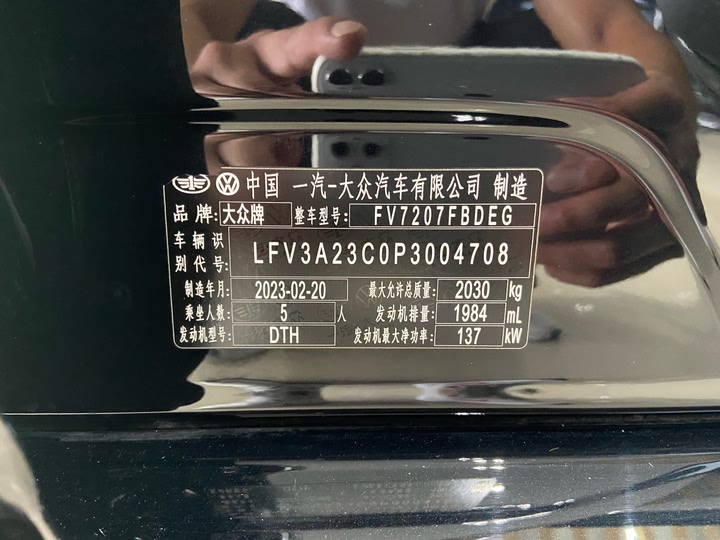 中国 一汽-大众汽车有限公司 制造
品牌: 大众牌 整车型号: FV7207FBDEG
车辆识别代号: LFV3A23C0P3004708
制造年月: 2023-02-20 最大允许总质量: 2030 kg
乘坐人数: 5 人 发动机排量: 1984 mL
发动机型号: DTH 发动机最大净功率: 137 kW